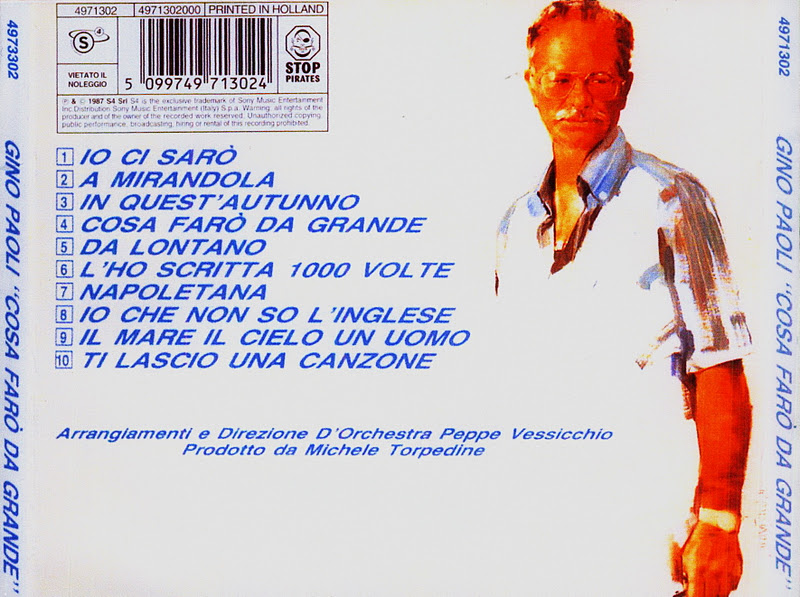 4971302
4971302000
PRINTED IN HOLLAND
S
VIETATO IL
NOLEGGIO
5 099749 713024
STOP
PIRATES
℗ & © 1987 S4 Srl S4 is the exclusive trademark of Sony Music Entertainment
Inc.Distribution Sony Music Entertainment (Italy) S.p.a. Warning: all rights of the
producer and of the owner of the recorded work reserved. Unauthorized copying
public performance, broadcasting, hiring or rental of this recording prohibited.
1 IO CI SARÒ
2 A MIRANDOLA
3 IN QUEST'AUTUNNO
4 COSA FARÒ DA GRANDE
5 DA LONTANO
6 L'HO SCRITTA 1000 VOLTE
7 NAPOLETANA
8 IO CHE NON SO L'INGLESE
9 IL MARE IL CIELO UN UOMO
10 TI LASCIO UNA CANZONE
Arrangiamenti e Direzione D'Orchestra Peppe Vessicchio
Prodotto da Michele Torpedine
4973302 GINO PAOLI "COSA FARÒ DA GRANDE"
4971302 GINO PAOLI "COSA FARÒ DA GRANDE"